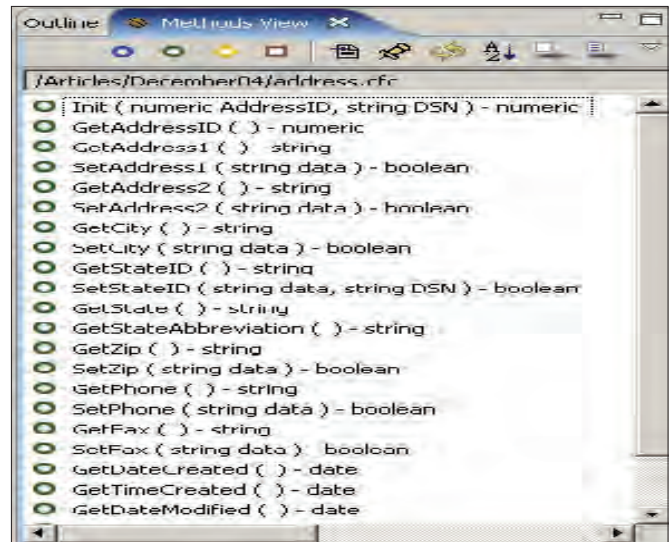 Outline Methods View
/Articles/December04/address.cfc
Init ( numeric AddressID, string DSN ) - numeric
GetAddressID ( ) - numeric
GetAddress1 ( ) - string
SetAddress1 ( string data ) - boolean
GetAddress2 ( ) - string
SetAddress2 ( string data ) - boolean
GetCity ( ) - string
SetCity ( string data ) - boolean
GetStateID ( ) - string
SetStateID ( string data, string DSN ) - boolean
GetState ( ) - string
GetStateAbbreviation ( ) - string
GetZip ( ) - string
SetZip ( string data ) - boolean
GetPhone ( ) - string
SetPhone ( string data ) - boolean
GetFax ( ) - string
SetFax ( string data ) - boolean
GetDateCreated ( ) - date
GetTimeCreated ( ) - date
GetDateModified ( ) - date